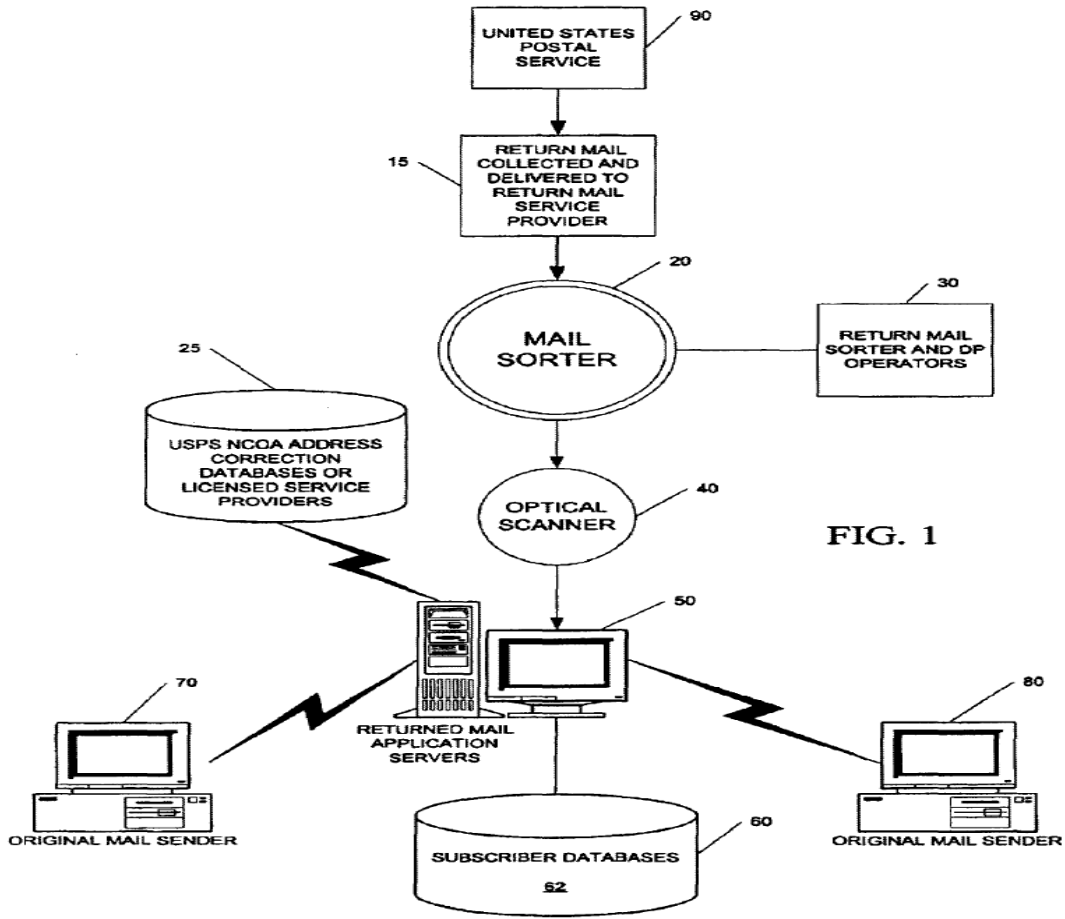 90
UNITED STATES
POSTAL
SERVICE
15
RETURN MAIL
COLLECTED AND
DELIVERED TO
RETURN MAIL
SERVICE
PROVIDER
20
30
MAIL
SORTER
RETURN MAIL
SORTER AND DP
OPERATORS
25
USPS NCOA ADDRESS
CORRECTION
DATABASES OR
LICENSED SERVICE
PROVIDERS
40
OPTICAL
SCANNER
FIG. 1
50
70
80
RETURNED MAIL
APPLICATION
SERVERS
ORIGINAL MAIL SENDER
ORIGINAL MAIL SENDER
60
SUBSCRIBER DATABASES
62